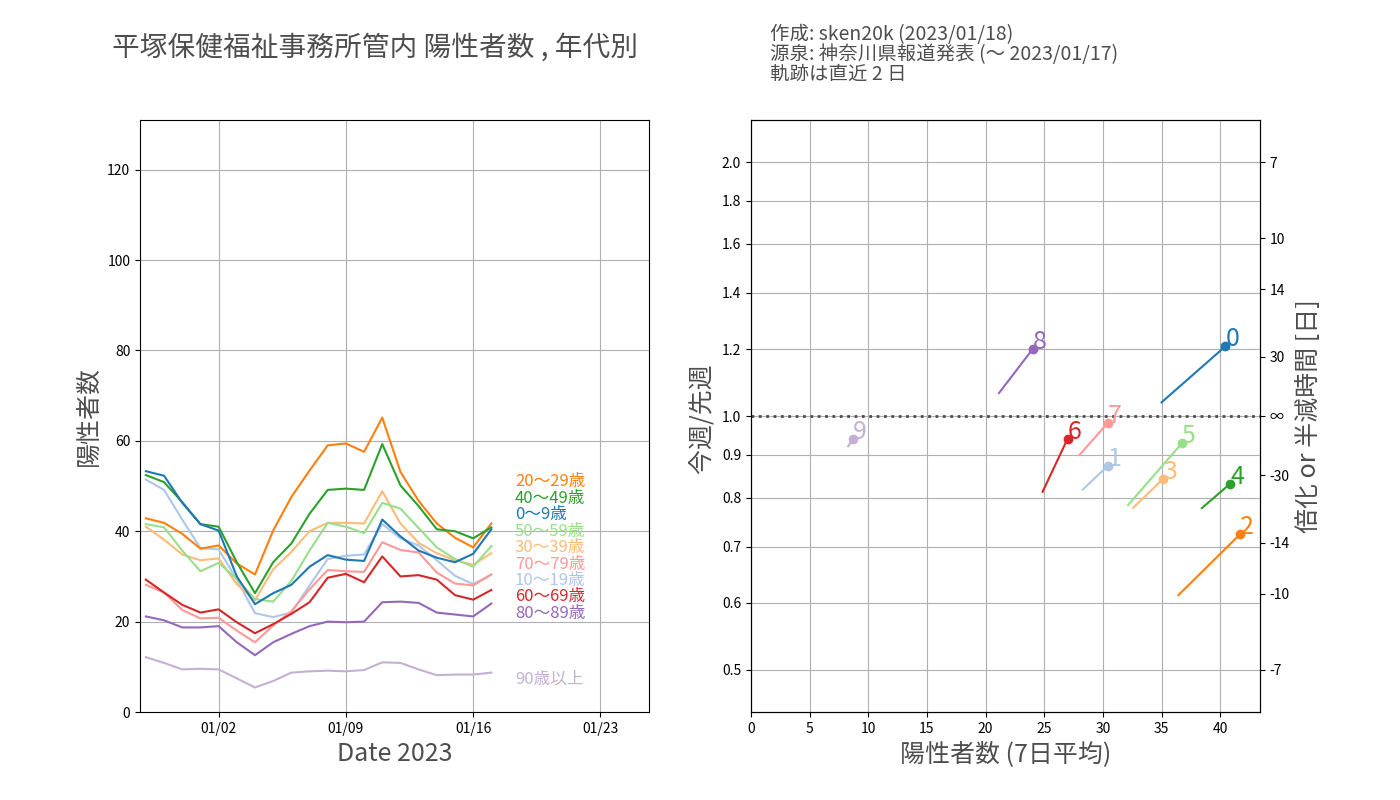 平塚保健福祉事務所管内 陽性者数 , 年代別
作成: sken20k (2023/01/18)
源泉: 神奈川県報道発表 (〜 2023/01/17)
軌跡は直近 2 日
陽性者数
120
100
80
60
40
20
0
20〜29歳
40〜49歳
0〜9歳
50〜59歳
30〜39歳
70〜79歳
10〜19歳
60〜69歳
80〜89歳
90歳以上
01/02
01/09
01/16
01/23
Date 2023
今週/先週
2.0
1.8
1.6
1.4
1.2
1.0
0.9
0.8
0.7
0.6
0.5
8
0
7
9
6
5
1
3
4
2
7
10
14
30
∞
-30
-14
-10
-7
倍化 or 半減時間 [日]
0
5
10
15
20
25
30
35
40
陽性者数 (7日平均)